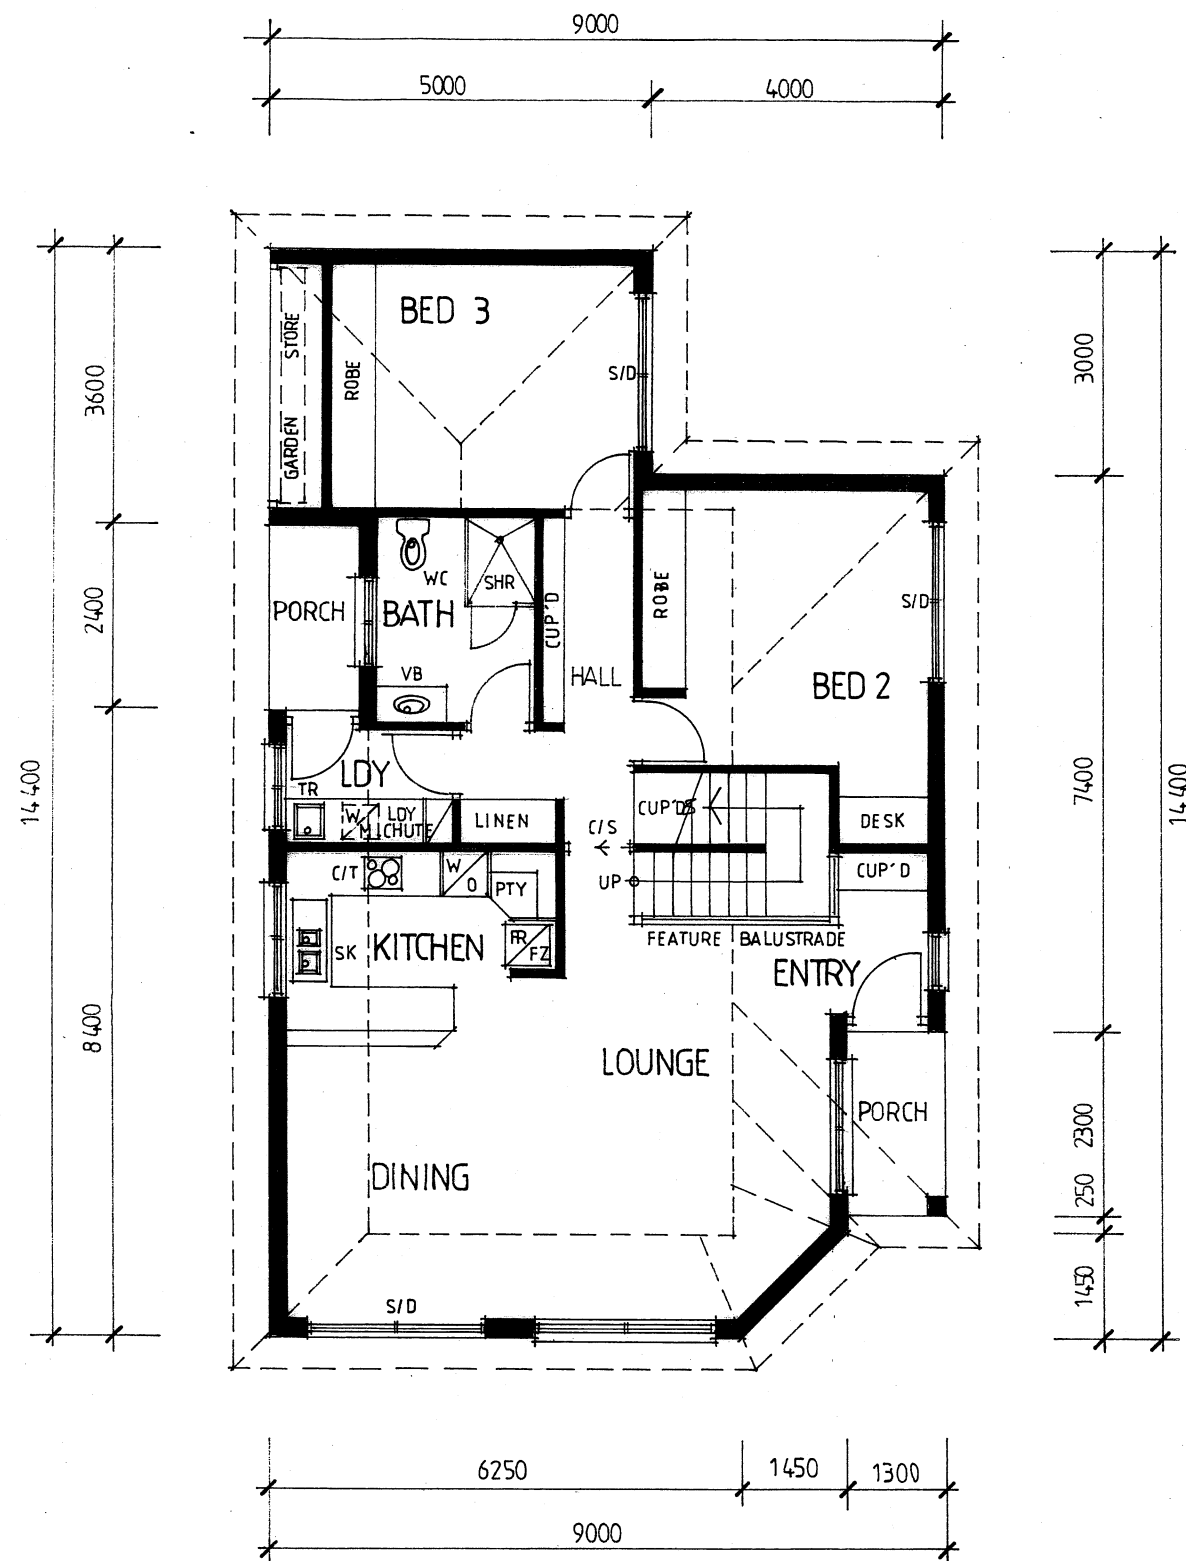 9000
5000
4000
BED 3
GARDEN STORE
ROBE
S/D
3600
3000
WC
SHR
PORCH
BATH
CUP'D
ROBE
S/D
2400
VB
HALL
BED 2
LDY
TR
W
M
LDY
CHUTE
LINEN
C/S
CUP'DS
DESK
14400
7400
14400
C/T
W
O
PTY
UP
CUP'D
SK
KITCHEN
FR
FZ
FEATURE BALUSTRADE
ENTRY
8400
LOUNGE
PORCH
2300
DINING
250
S/D
1450
6250
1450
1300
9000